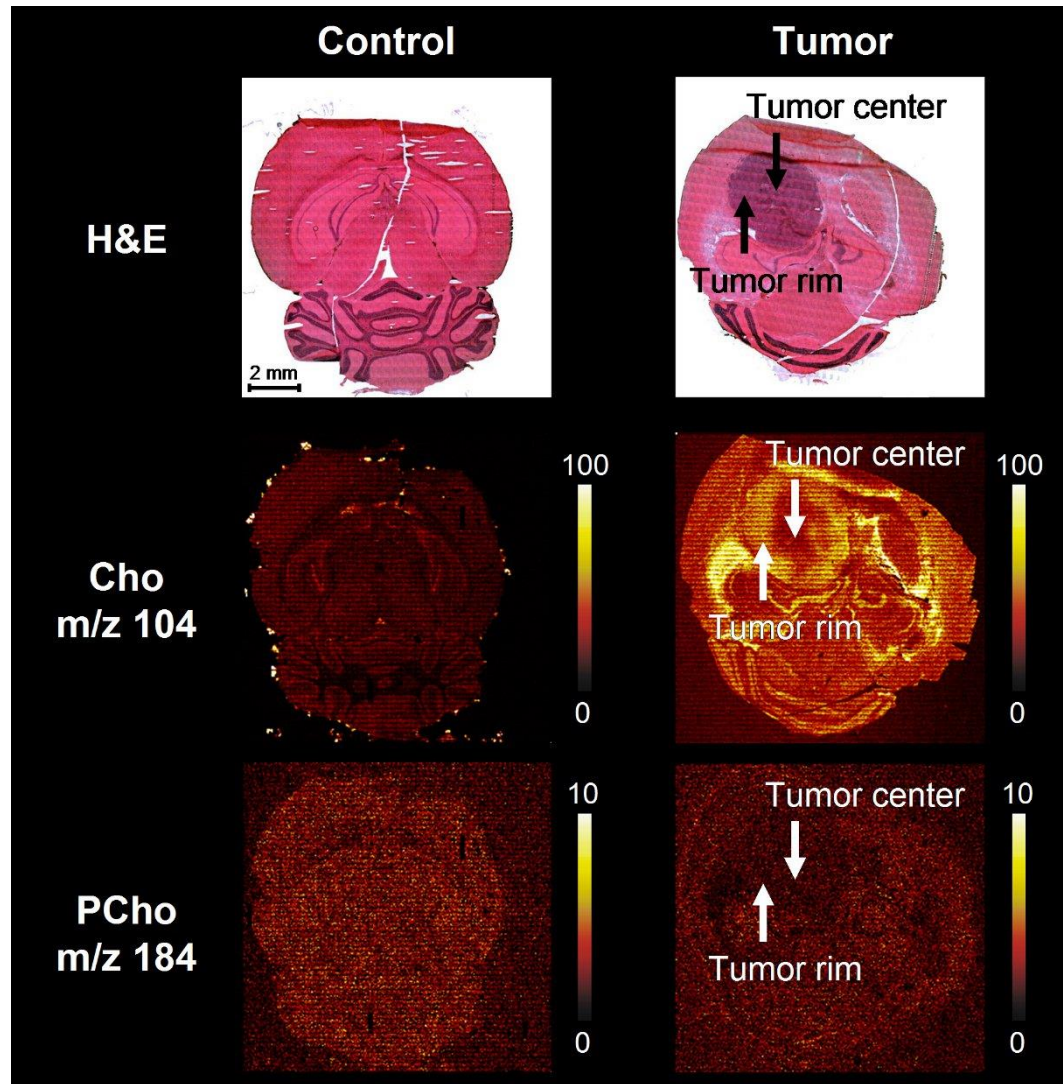 Control
Tumor
H&E
Tumor center
Tumor rim
2 mm
Cho
m/z 104
100
0
Tumor center
Tumor rim
100
0
PCho
m/z 184
10
0
Tumor center
Tumor rim
10
0